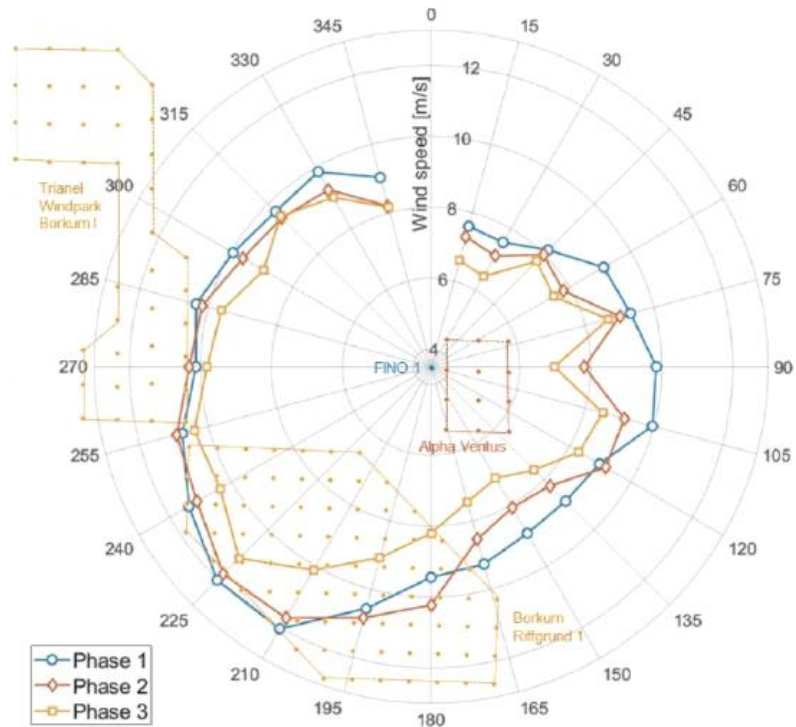 0
345
15
330
30
315
45
300
60
285
75
270
90
255
105
240
120
225
135
210
150
195
165
180
12
10
8
6
4
Wind speed [m/s]
Trianel
Windpark
Borkum I
FINO 1
Alpha Ventus
Borkum
Riffgrund 1
Phase 1
Phase 2
Phase 3